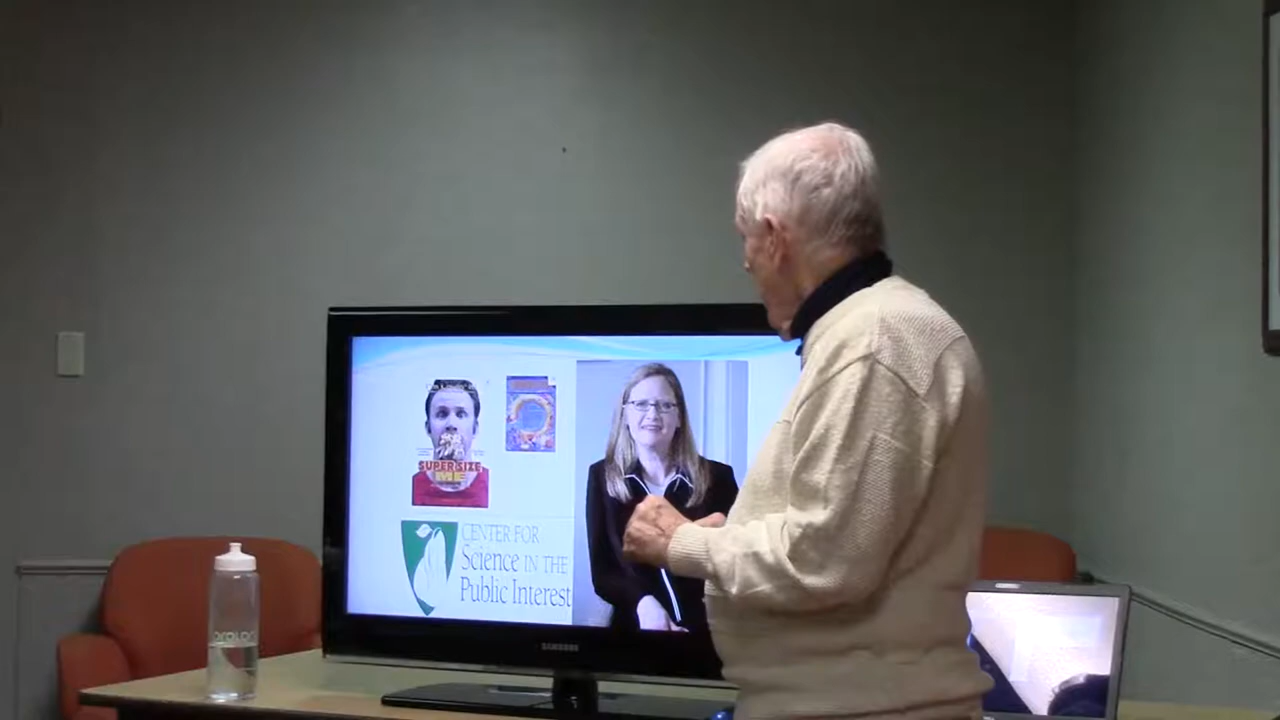 SUPER SIZE
ME
CENTER FOR
Science IN THE
Public Interest
SAMSUNG